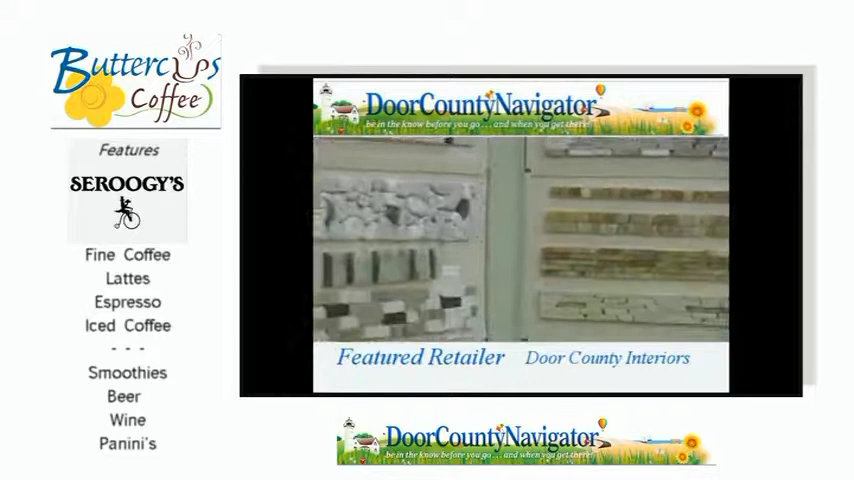 Buttercups
Coffee
Features
SEROOGY'S
Fine Coffee
Lattes
Espresso
Iced Coffee
- - -
Smoothies
Beer
Wine
Panini's
DoorCountyNavigator
be in the know before you go . . . and when you get there!
Featured Retailer Door County Interiors
DoorCountyNavigator
be in the know before you go . . . and when you get there!